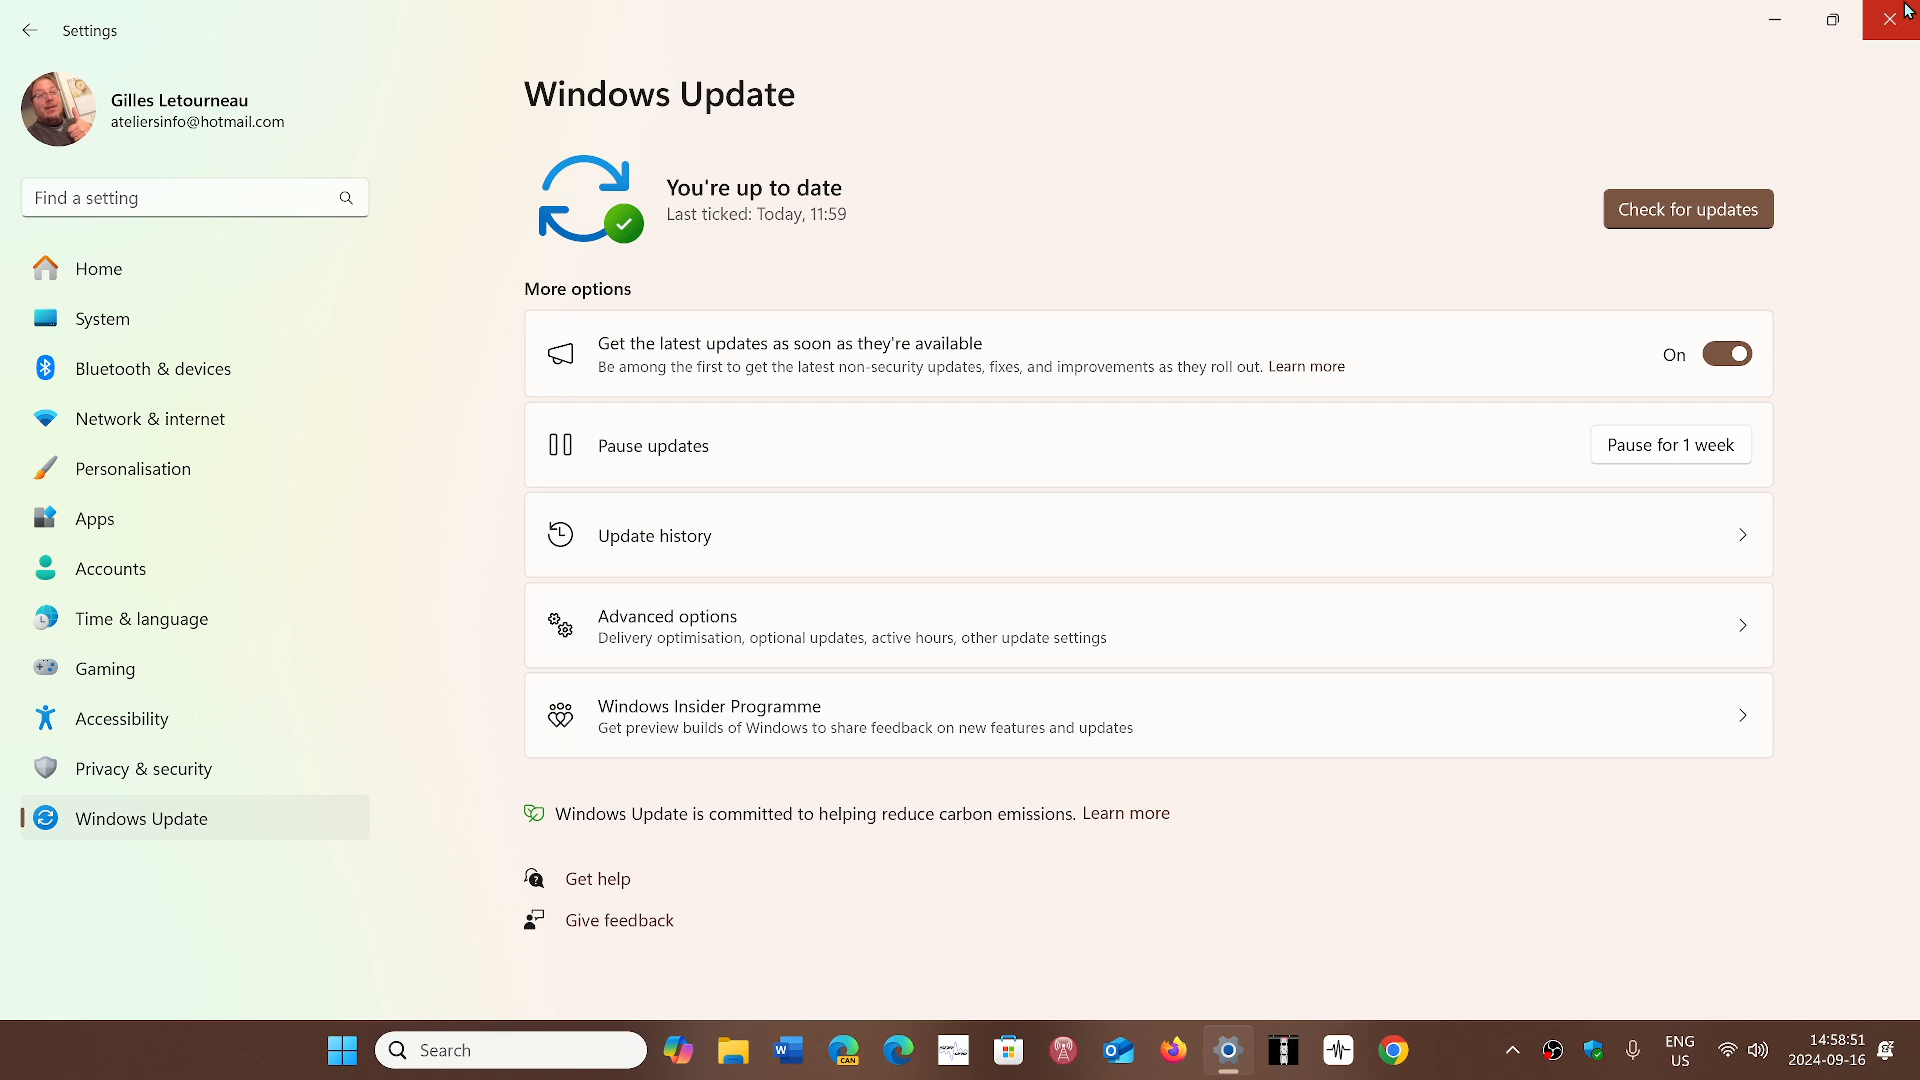 Settings
Gilles Letourneau
ateliersinfo@hotmail.com
Find a setting
Home
System
Bluetooth & devices
Network & internet
Personalisation
Apps
Accounts
Time & language
Gaming
Accessibility
Privacy & security
Windows Update
Windows Update
You're up to date
Last ticked: Today, 11:59
Check for updates
More options
Get the latest updates as soon as they're available
Be among the first to get the latest non-security updates, fixes, and improvements as they roll out. Learn more
On
Pause updates
Pause for 1 week
Update history
Advanced options
Delivery optimisation, optional updates, active hours, other update settings
Windows Insider Programme
Get preview builds of Windows to share feedback on new features and updates
Windows Update is committed to helping reduce carbon emissions. Learn more
Get help
Give feedback
Search
W
CAN
ENG
US
14:58:51
2024-09-16